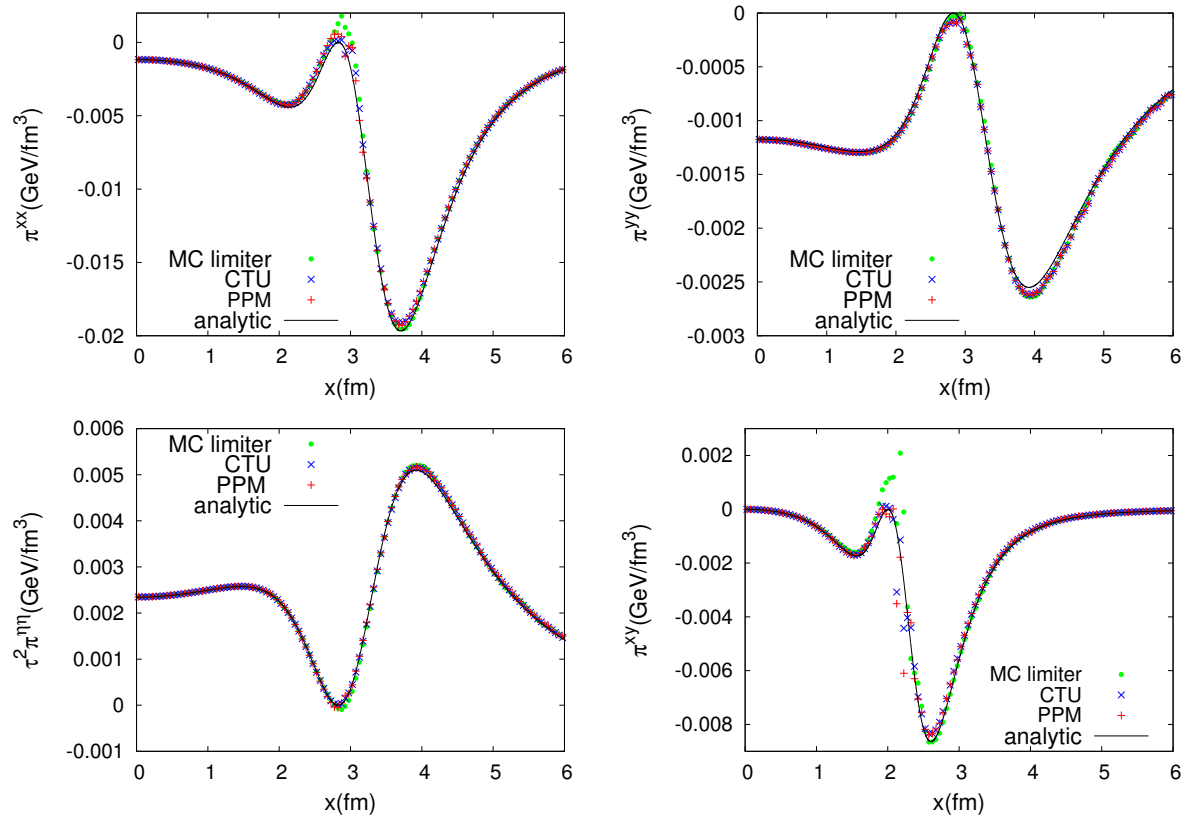 0
-0.005
-0.01
-0.015
-0.02
π^xx(GeV/fm^3)
MC limiter
CTU
PPM
analytic
0 1 2 3 4 5 6
x(fm)
0
-0.0005
-0.001
-0.0015
-0.002
-0.0025
-0.003
π^yy(GeV/fm^3)
MC limiter
CTU
PPM
analytic
0 1 2 3 4 5 6
x(fm)
0.006
0.005
0.004
0.003
0.002
0.001
0
-0.001
τ^2π^ηη(GeV/fm^3)
MC limiter
CTU
PPM
analytic
0 1 2 3 4 5 6
x(fm)
0.002
0
-0.002
-0.004
-0.006
-0.008
π^xy(GeV/fm^3)
MC limiter
CTU
PPM
analytic
0 1 2 3 4 5 6
x(fm)